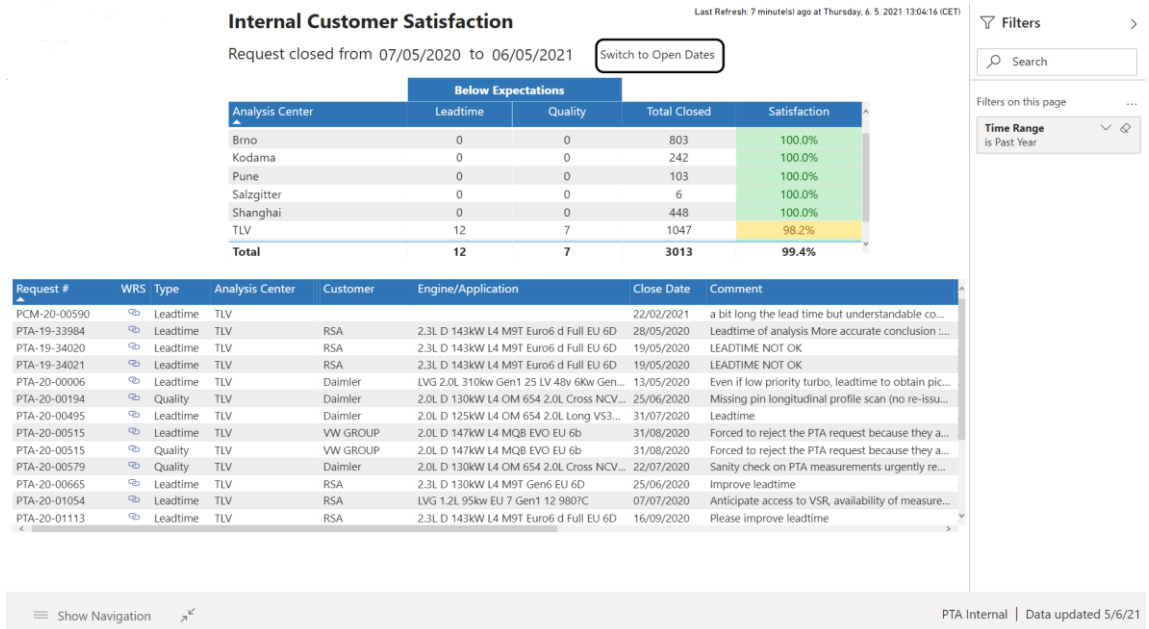 Internal Customer Satisfaction
Last Refresh: 7 minute(s) ago at Thursday, 6. 5. 2021 13:04:16 (CET)
Request closed from 07/05/2020 to 06/05/2021
Switch to Open Dates
Below Expectations
Analysis Center Leadtime Quality Total Closed Satisfaction
Brno 0 0 803 100.0%
Kodama 0 0 242 100.0%
Pune 0 0 103 100.0%
Salzgitter 0 0 6 100.0%
Shanghai 0 0 448 100.0%
TLV 12 7 1047 98.2%
Total 12 7 3013 99.4%
Request # WRS Type Analysis Center Customer Engine/Application Close Date Comment
PCM-20-00590 Leadtime TLV 22/02/2021 a bit long the lead time but understandable co...
PTA-19-33984 Leadtime TLV RSA 2.3L D 143kW L4 M9T Euro6 d Full EU 6D 28/05/2020 Leadtime of analysis More accurate conclusion :...
PTA-19-34020 Leadtime TLV RSA 2.3L D 143kW L4 M9T Euro6 d Full EU 6D 19/05/2020 LEADTIME NOT OK
PTA-19-34021 Leadtime TLV RSA 2.3L D 143kW L4 M9T Euro6 d Full EU 6D 19/05/2020 LEADTIME NOT OK
PTA-20-00006 Leadtime TLV Daimler LVG 2.0L 310kw Gen1 25 LV 48v 6Kw Gen... 13/05/2020 Even if low priority turbo, leadtime to obtain pic...
PTA-20-00194 Quality TLV Daimler 2.0L D 130kW L4 OM 654 2.0L Cross NCV... 25/06/2020 Missing pin longitudinal profile scan (no re-issu...
PTA-20-00495 Leadtime TLV Daimler 2.0L D 125kW L4 OM 654 2.0L Long VS3... 31/07/2020 Leadtime
PTA-20-00515 Leadtime TLV VW GROUP 2.0L D 147kW L4 MQB EVO EU 6b 31/08/2020 Forced to reject the PTA request because they a...
PTA-20-00515 Quality TLV VW GROUP 2.0L D 147kW L4 MQB EVO EU 6b 31/08/2020 Forced to reject the PTA request because they a...
PTA-20-00579 Quality TLV Daimler 2.0L D 130kW L4 OM 654 2.0L Cross NCV... 22/07/2020 Sanity check on PTA measurements urgently re...
PTA-20-00665 Leadtime TLV RSA 2.3L D 130kW L4 M9T Gen6 EU 6D 25/06/2020 Improve leadtime
PTA-20-01054 Leadtime TLV RSA LVG 1.2L 95kw EU 7 Gen1 12 980?C 07/07/2020 Anticipate access to VSR, availability of measure...
PTA-20-01113 Leadtime TLV RSA 2.3L D 143kW L4 M9T Euro6 d Full EU 6D 16/09/2020 Please improve leadtime
Filters
Search
Filters on this page ...
Time Range
is Past Year
Show Navigation
PTA Internal | Data updated 5/6/21